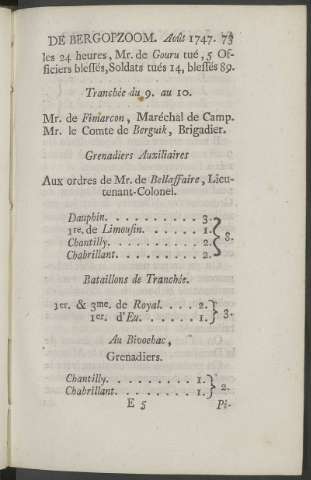 DE BERGOPZOOM. Août 1747. 73
les 24 heures, Mr. de Gouru tué, 5 Of-
ficiers blessés, Soldats tués 14, blessés 89.
Tranchée du 9. au 10.
Mr. de Fimarcon, Maréchal de Camp.
Mr. le Comte de Berguik, Brigadier.
Grenadiers Auxiliaires
Aux ordres de Mr. de Bellaffaire, Lieu-
tenant-Colonel.
Dauphin. . . . . . . . . . 3.
1re. de Limousin. . . . . . 1.
Chantilly. . . . . . . . . 2.
Chabrillant. . . . . . . . 2.
8.
Bataillons de Tranchée.
1er. & 3me. de Royal. . . . 2.
1er. d'Eu. . . . . . 1.
3.
Au Bivoehac,
Grenadiers.
Chantilly. . . . . . . . . 1.
Chabrillant. . . . . . . . 1.
2.
E 5 Pi-